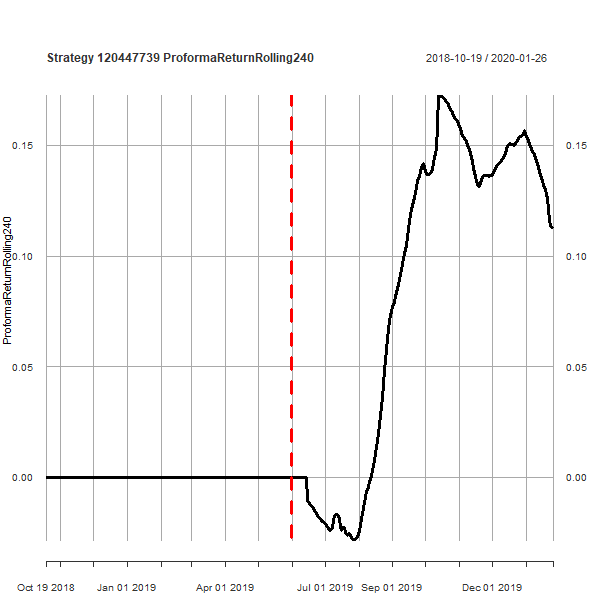 Strategy 120447739 ProformaReturnRolling240
2018-10-19 / 2020-01-26
ProformaReturnRolling240
0.15
0.15
0.10
0.10
0.05
0.05
0.00
0.00
Oct 19 2018
Jan 01 2019
Apr 01 2019
Jul 01 2019
Sep 01 2019
Dec 01 2019